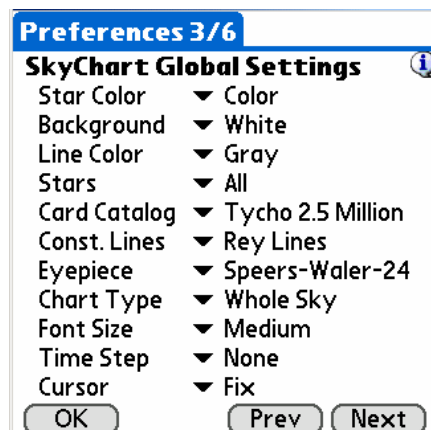 Preferences 3/6
SkyChart Global Settings
Star Color Color
Background White
Line Color Gray
Stars All
Card Catalog Tycho 2.5 Million
Const. Lines Rey Lines
Eyepiece Speers-Waler-24
Chart Type Whole Sky
Font Size Medium
Time Step None
Cursor Fix
OK Prev Next